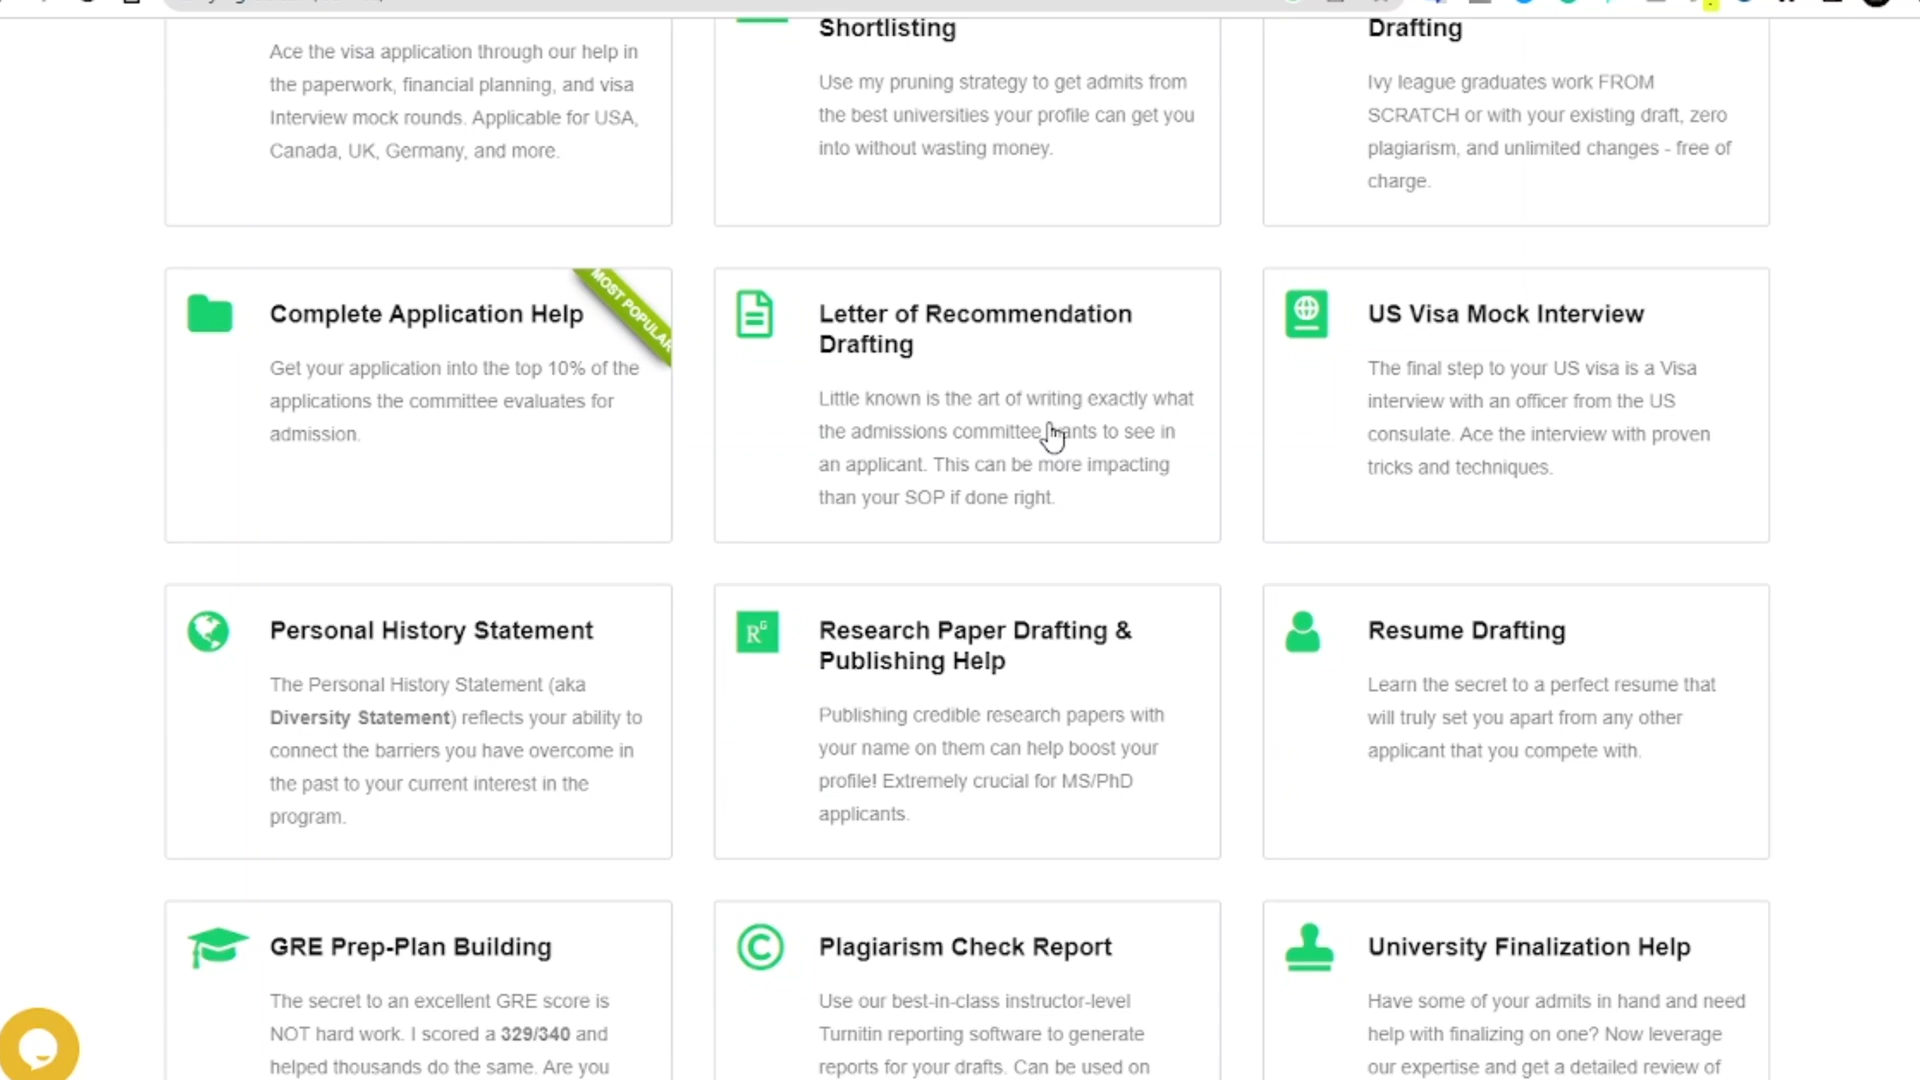 Ace the visa application through our help in
the paperwork, financial planning, and visa
Interview mock rounds. Applicable for USA,
Canada, UK, Germany, and more.
Shortlisting
Use my pruning strategy to get admits from
the best universities your profile can get you
into without wasting money.
Drafting
Ivy league graduates work FROM
SCRATCH or with your existing draft, zero
plagiarism, and unlimited changes - free of
charge.
Complete Application Help
MOST POPULAR
Get your application into the top 10% of the
applications the committee evaluates for
admission.
Letter of Recommendation
Drafting
Little known is the art of writing exactly what
the admissions committee wants to see in
an applicant. This can be more impacting
than your SOP if done right.
US Visa Mock Interview
The final step to your US visa is a Visa
interview with an officer from the US
consulate. Ace the interview with proven
tricks and techniques.
Personal History Statement
The Personal History Statement (aka
Diversity Statement) reflects your ability to
connect the barriers you have overcome in
the past to your current interest in the
program.
RG
Research Paper Drafting &
Publishing Help
Publishing credible research papers with
your name on them can help boost your
profile! Extremely crucial for MS/PhD
applicants.
Resume Drafting
Learn the secret to a perfect resume that
will truly set you apart from any other
applicant that you compete with.
GRE Prep-Plan Building
The secret to an excellent GRE score is
NOT hard work. I scored a 329/340 and
helped thousands do the same. Are you
Plagiarism Check Report
Use our best-in-class instructor-level
Turnitin reporting software to generate
reports for your drafts. Can be used on
University Finalization Help
Have some of your admits in hand and need
help with finalizing on one? Now leverage
our expertise and get a detailed review of